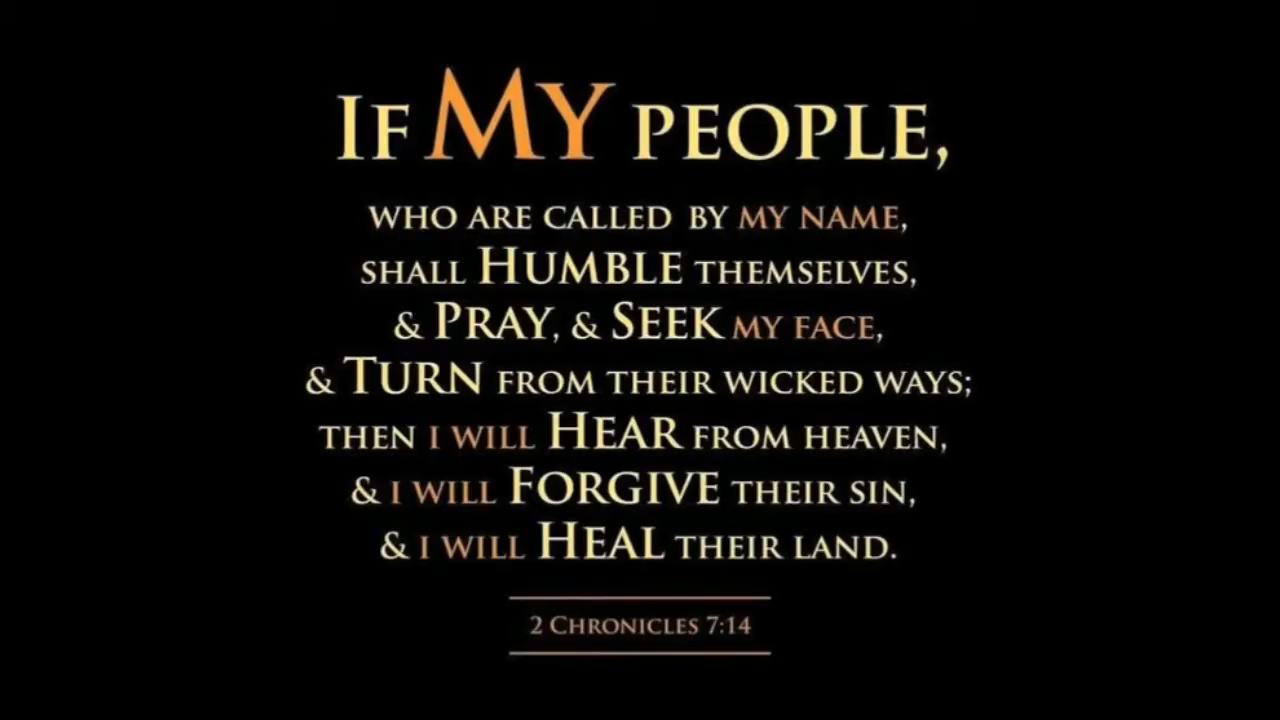 IF MY PEOPLE,
WHO ARE CALLED BY MY NAME,
SHALL HUMBLE THEMSELVES,
& PRAY, & SEEK MY FACE,
& TURN FROM THEIR WICKED WAYS;
THEN I WILL HEAR FROM HEAVEN,
& I WILL FORGIVE THEIR SIN,
& I WILL HEAL THEIR LAND.
2 CHRONICLES 7:14